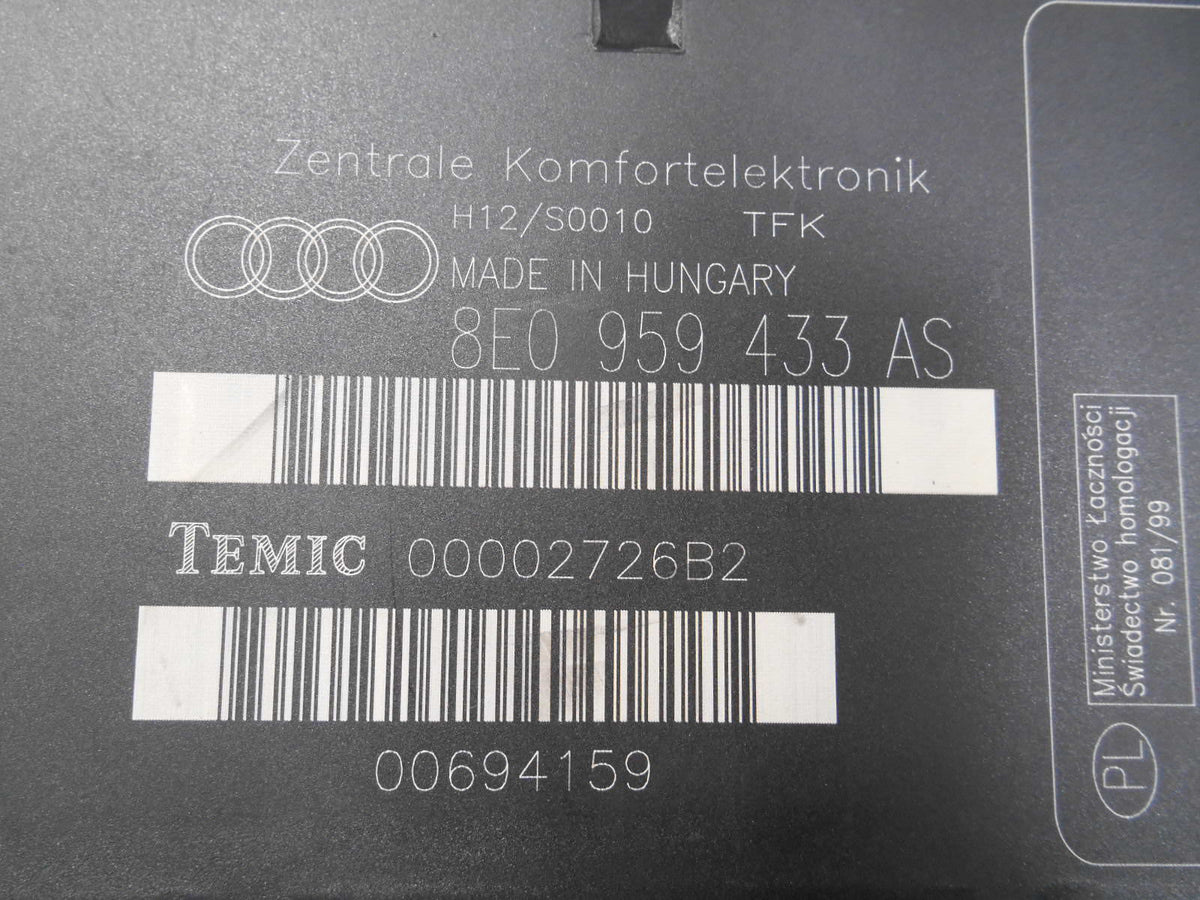 Zentrale Komfortelektronik
H12/S0010 TFK
MADE IN HUNGARY
8E0 959 433 AS
TEMIC 00002726B2
00694159
Ministerstwo Łączności
Świadectwo homologacji
Nr. 081/99
PL